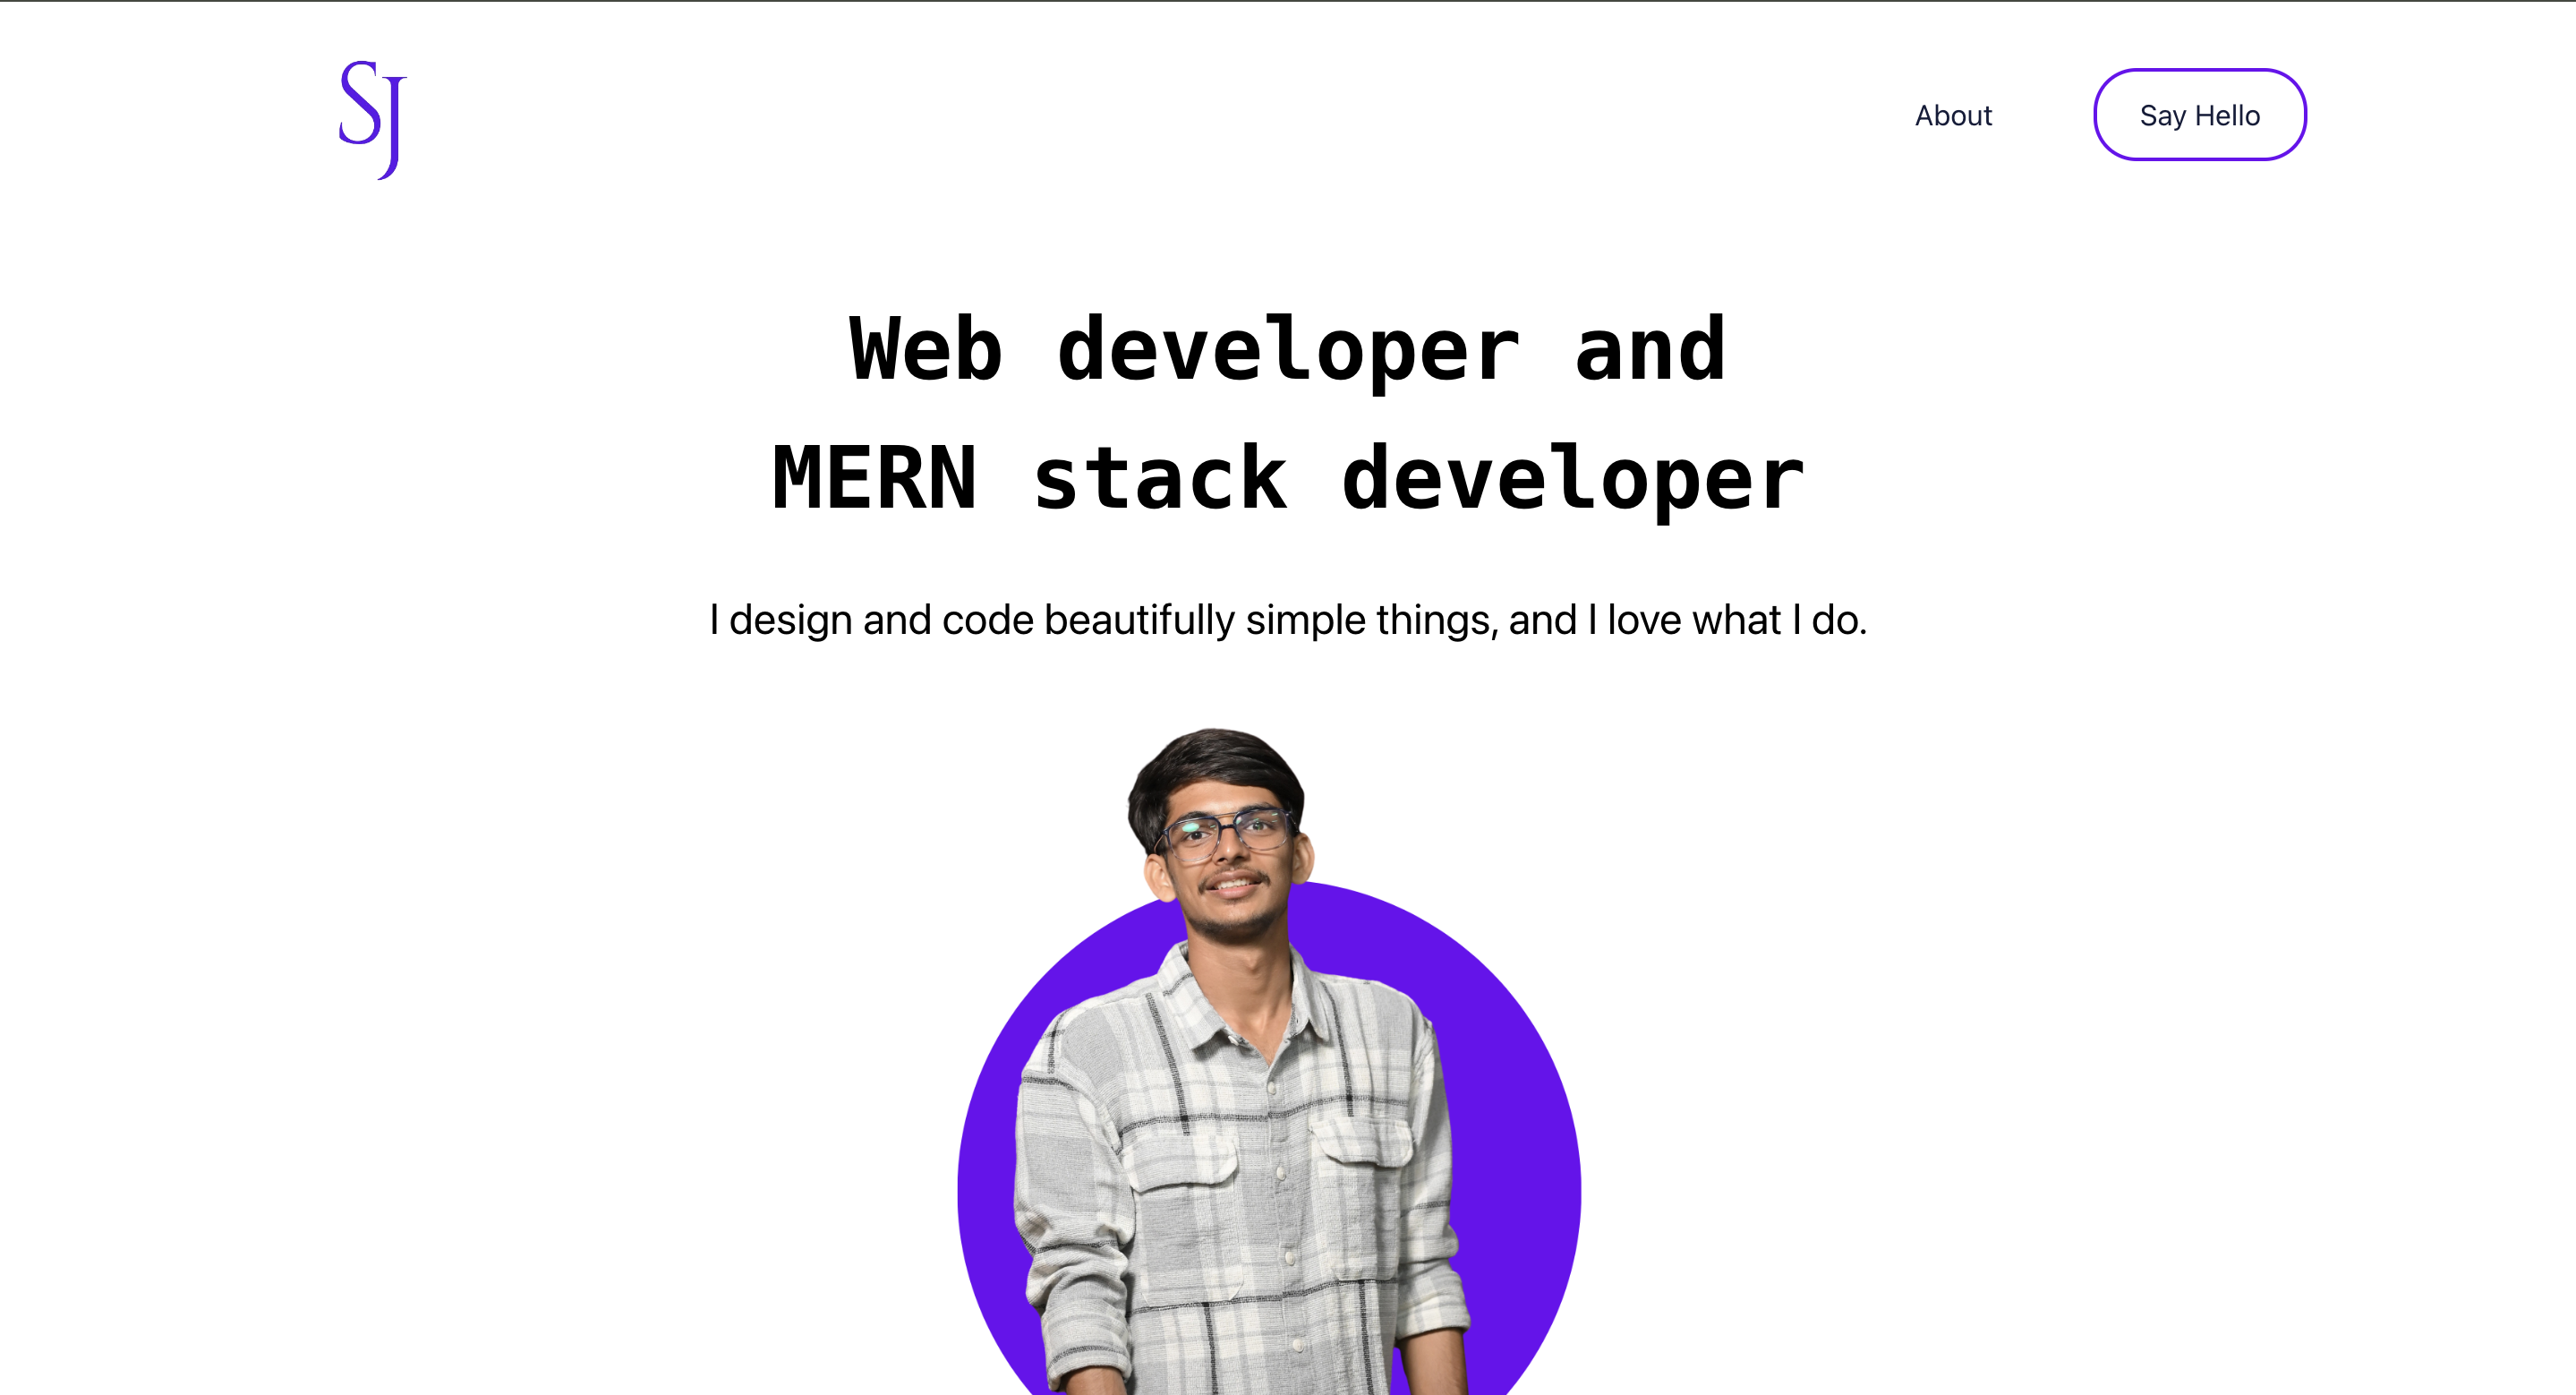 SJ
About
Say Hello
Web developer and
MERN stack developer
I design and code beautifully simple things, and I love what I do.